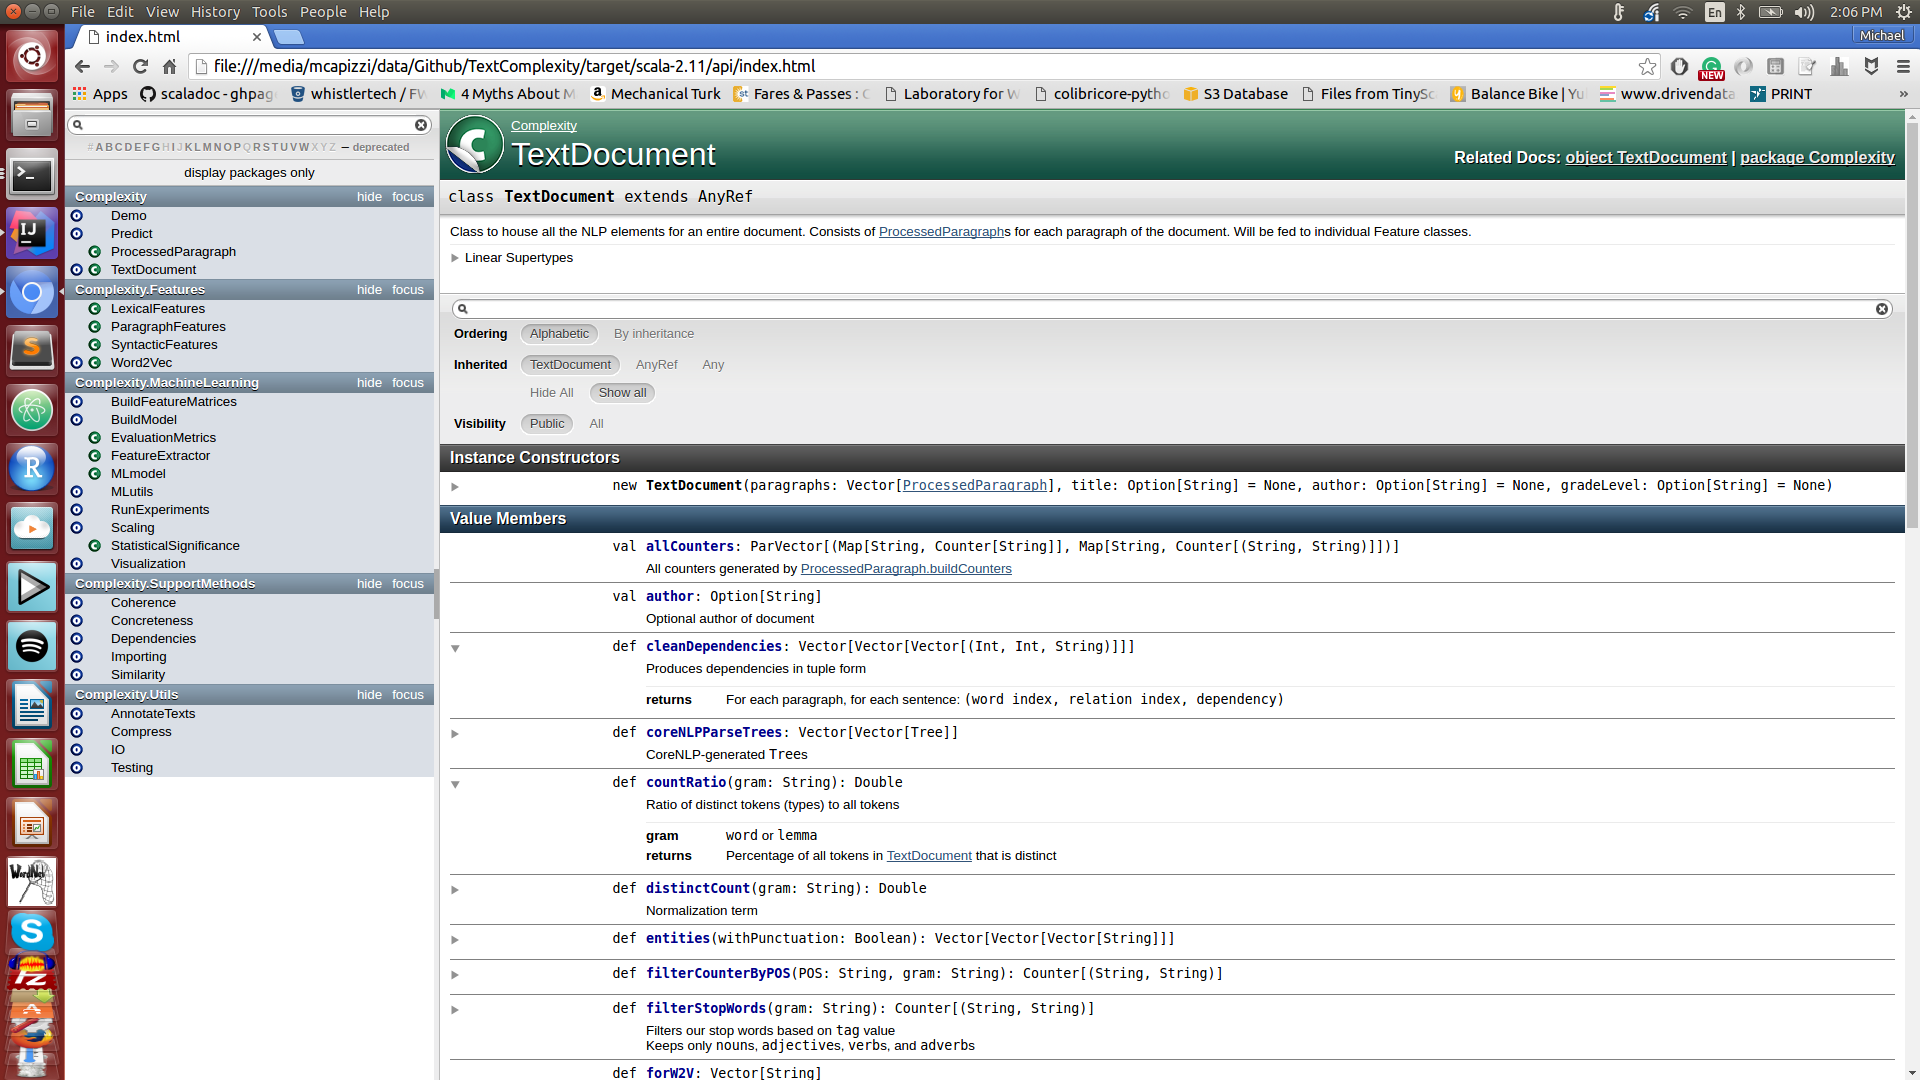 File Edit View History Tools People Help
En 2:06 PM
index.html
Michael
file:///media/mcapizzi/data/Github/TextComplexity/target/scala-2.11/api/index.html
NEW
Apps scaladoc - ghpag whistlertech / FW 4 Myths About M Mechanical Turk Fares & Passes : C Laboratory for W colibricore-pytho S3 Database Files from TinySc Balance Bike | Yu www.drivendata PRINT »
#ABCDEFGHIJKLMNOPQRSTUVWXYZ – deprecated
display packages only
Complexity hide focus
Demo
Predict
ProcessedParagraph
TextDocument
Complexity.Features hide focus
LexicalFeatures
ParagraphFeatures
SyntacticFeatures
Word2Vec
Complexity.MachineLearning hide focus
BuildFeatureMatrices
BuildModel
EvaluationMetrics
FeatureExtractor
MLmodel
MLutils
RunExperiments
Scaling
StatisticalSignificance
Visualization
Complexity.SupportMethods hide focus
Coherence
Concreteness
Dependencies
Importing
Similarity
Complexity.Utils hide focus
AnnotateTexts
Compress
IO
Testing
Complexity
TextDocument
Related Docs: object TextDocument | package Complexity
class TextDocument extends AnyRef
Class to house all the NLP elements for an entire document. Consists of ProcessedParagraphs for each paragraph of the document. Will be fed to individual Feature classes.
Linear Supertypes
Ordering Alphabetic By inheritance
Inherited TextDocument AnyRef Any
Hide All Show all
Visibility Public All
Instance Constructors
new TextDocument(paragraphs: Vector[ProcessedParagraph], title: Option[String] = None, author: Option[String] = None, gradeLevel: Option[String] = None)
Value Members
val allCounters: ParVector[(Map[String, Counter[String]], Map[String, Counter[(String, String)]])]
All counters generated by ProcessedParagraph.buildCounters
val author: Option[String]
Optional author of document
def cleanDependencies: Vector[Vector[Vector[(Int, Int, String)]]]
Produces dependencies in tuple form
returns For each paragraph, for each sentence: (word index, relation index, dependency)
def coreNLPParseTrees: Vector[Vector[Tree]]
CoreNLP-generated Trees
def countRatio(gram: String): Double
Ratio of distinct tokens (types) to all tokens
gram word or lemma
returns Percentage of all tokens in TextDocument that is distinct
def distinctCount(gram: String): Double
Normalization term
def entities(withPunctuation: Boolean): Vector[Vector[Vector[String]]]
def filterCounterByPOS(POS: String, gram: String): Counter[(String, String)]
def filterStopWords(gram: String): Counter[(String, String)]
Filters our stop words based on tag value
Keeps only nouns, adjectives, verbs, and adverbs
def forW2V: Vector[String]
WordNet